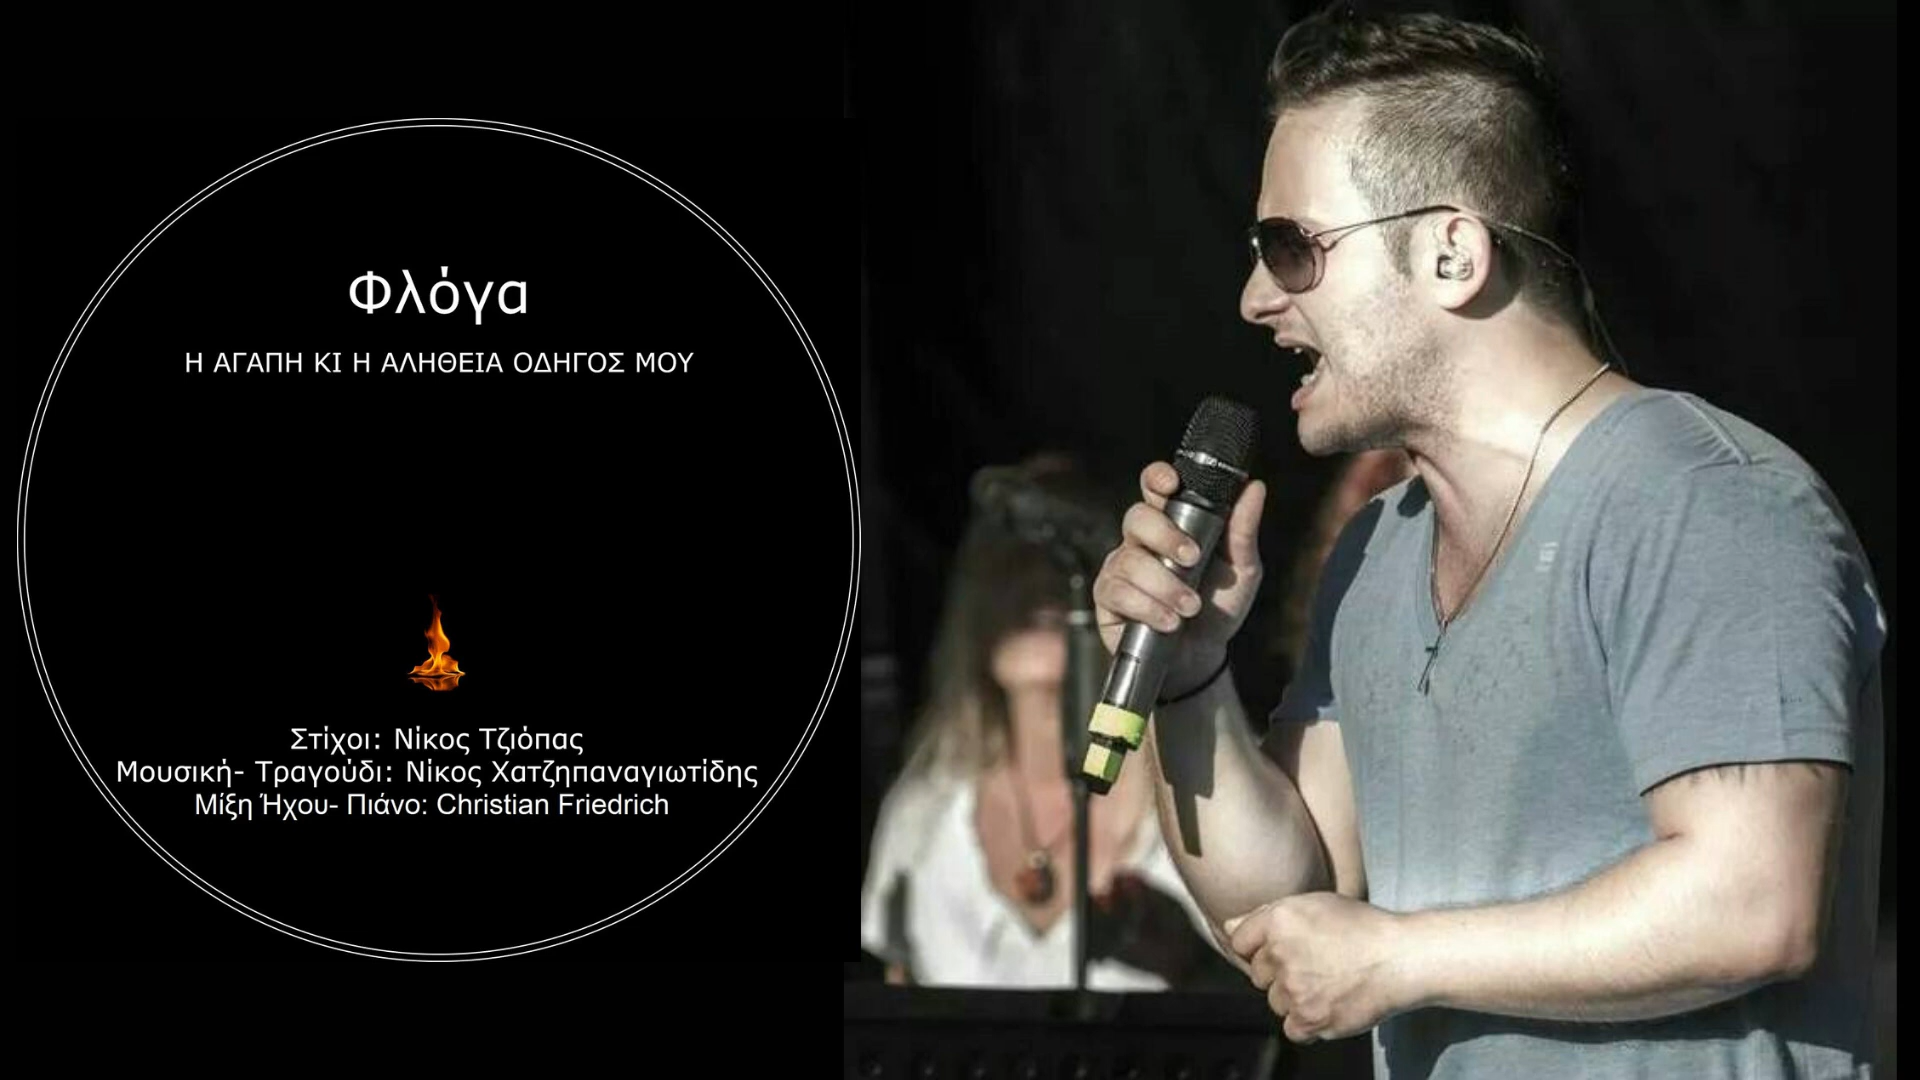 Φλόγα
Η ΑΓΑΠΗ ΚΙ Η ΑΛΗΘΕΙΑ ΟΔΗΓΟΣ ΜΟΥ
Στίχοι: Νίκος Τζιόπας
Μουσική- Τραγούδι: Νίκος Χατζηπαναγιωτίδης
Μίξη Ήχου- Πιάνο: Christian Friedrich